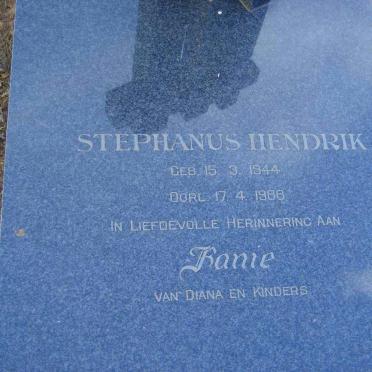 STEPHANUS HENDRIK
GEB. 15. 3. 1944
OORL. 17. 4. 1986
IN LIEFDEVOLLE HERINNERING AAN
Fanie
VAN DIANA EN KINDERS